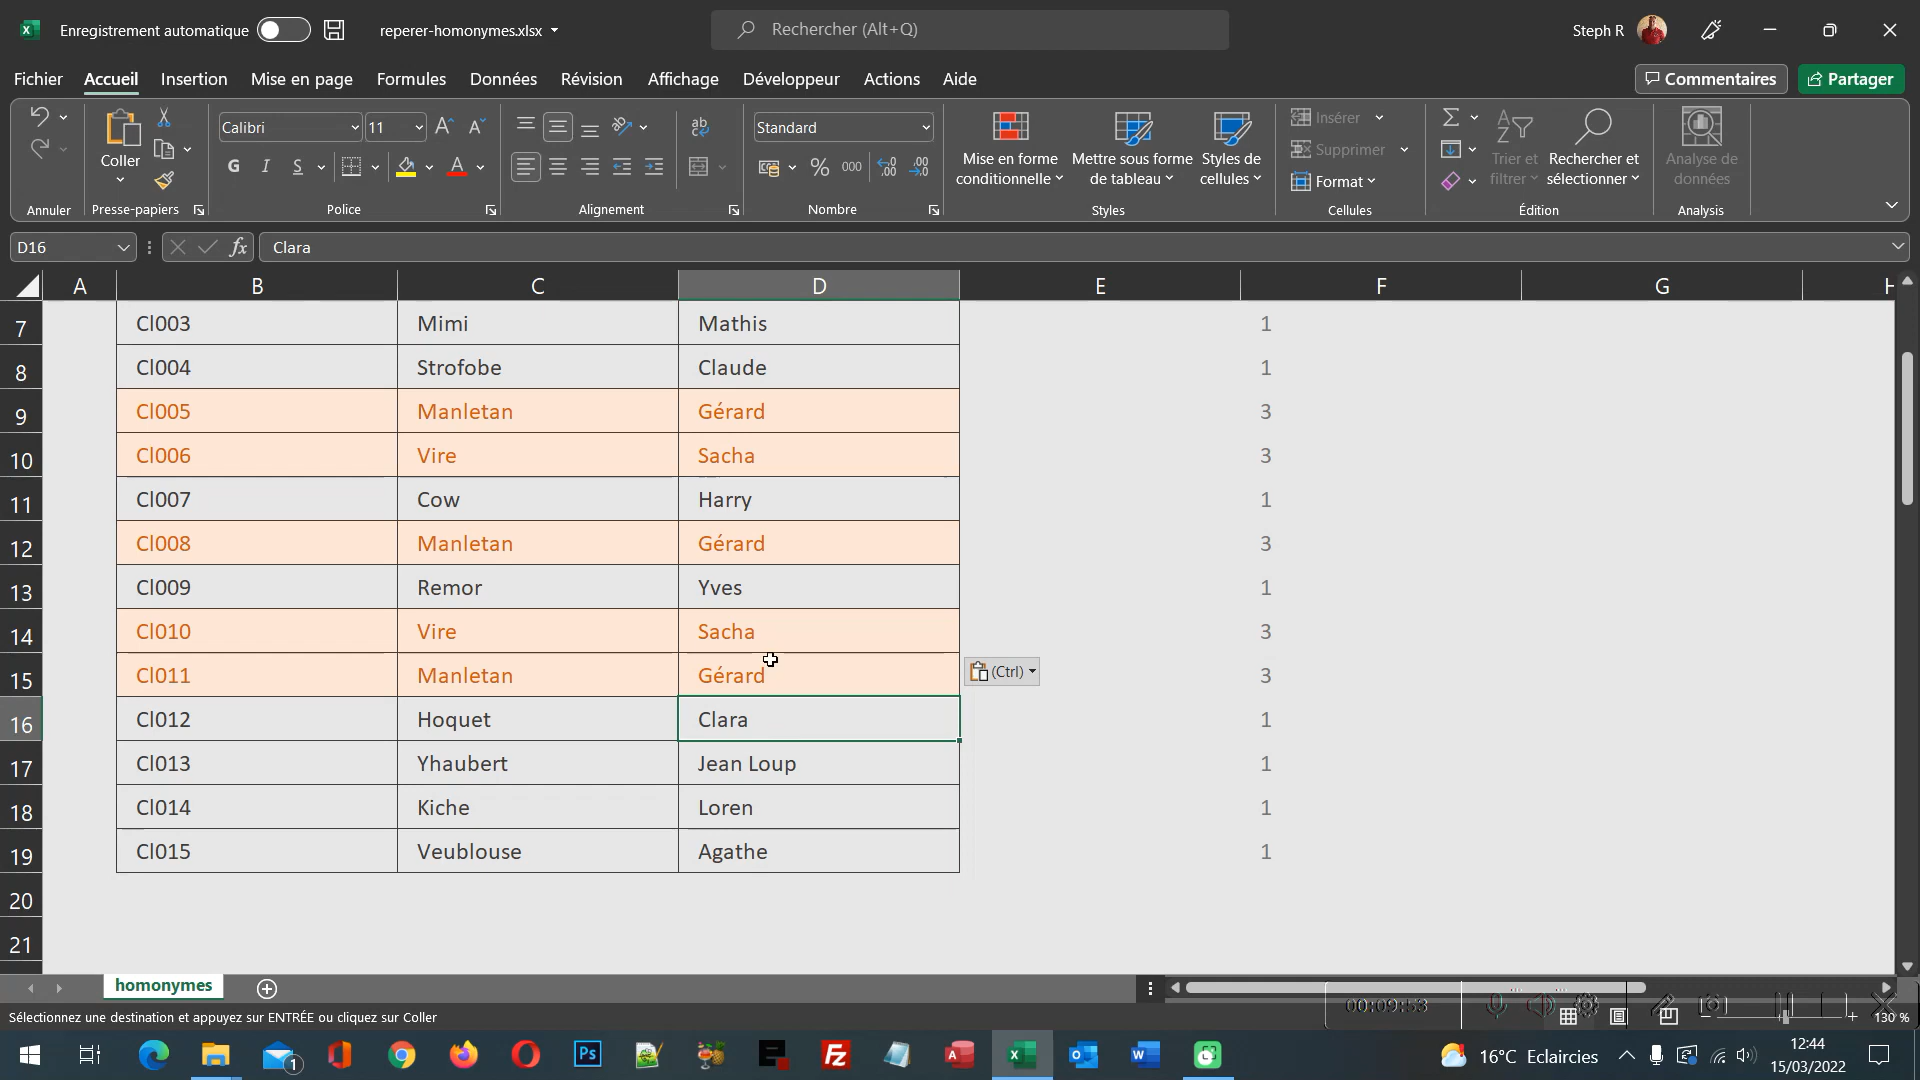 Enregistrement automatique
reperer-homonymes.xlsx
Rechercher (Alt+Q)
Steph R
Fichier Accueil Insertion Mise en page Formules Données Révision Affichage Développeur Actions Aide
Commentaires Partager
Coller
Calibri 11
G I S
Standard
% 000
Mise en forme conditionnelle
Mettre sous forme de tableau
Styles de cellules
Insérer
Supprimer
Format
Trier et filtrer
Rechercher et sélectionner
Analyse de données
Annuler Presse-papiers Police Alignement Nombre Styles Cellules Édition Analysis
D16 fx Clara
A B C D E F G H
7 Cl003 Mimi Mathis 1
8 Cl004 Strofobe Claude 1
9 Cl005 Manletan Gérard 3
10 Cl006 Vire Sacha 3
11 Cl007 Cow Harry 1
12 Cl008 Manletan Gérard 3
13 Cl009 Remor Yves 1
14 Cl010 Vire Sacha 3
15 Cl011 Manletan Gérard (Ctrl) 3
16 Cl012 Hoquet Clara 1
17 Cl013 Yhaubert Jean Loup 1
18 Cl014 Kiche Loren 1
19 Cl015 Veublouse Agathe 1
20
21
homonymes
Sélectionnez une destination et appuyez sur ENTRÉE ou cliquez sur Coller
00:09:53
130 %
16°C Eclaircies
12:44
15/03/2022